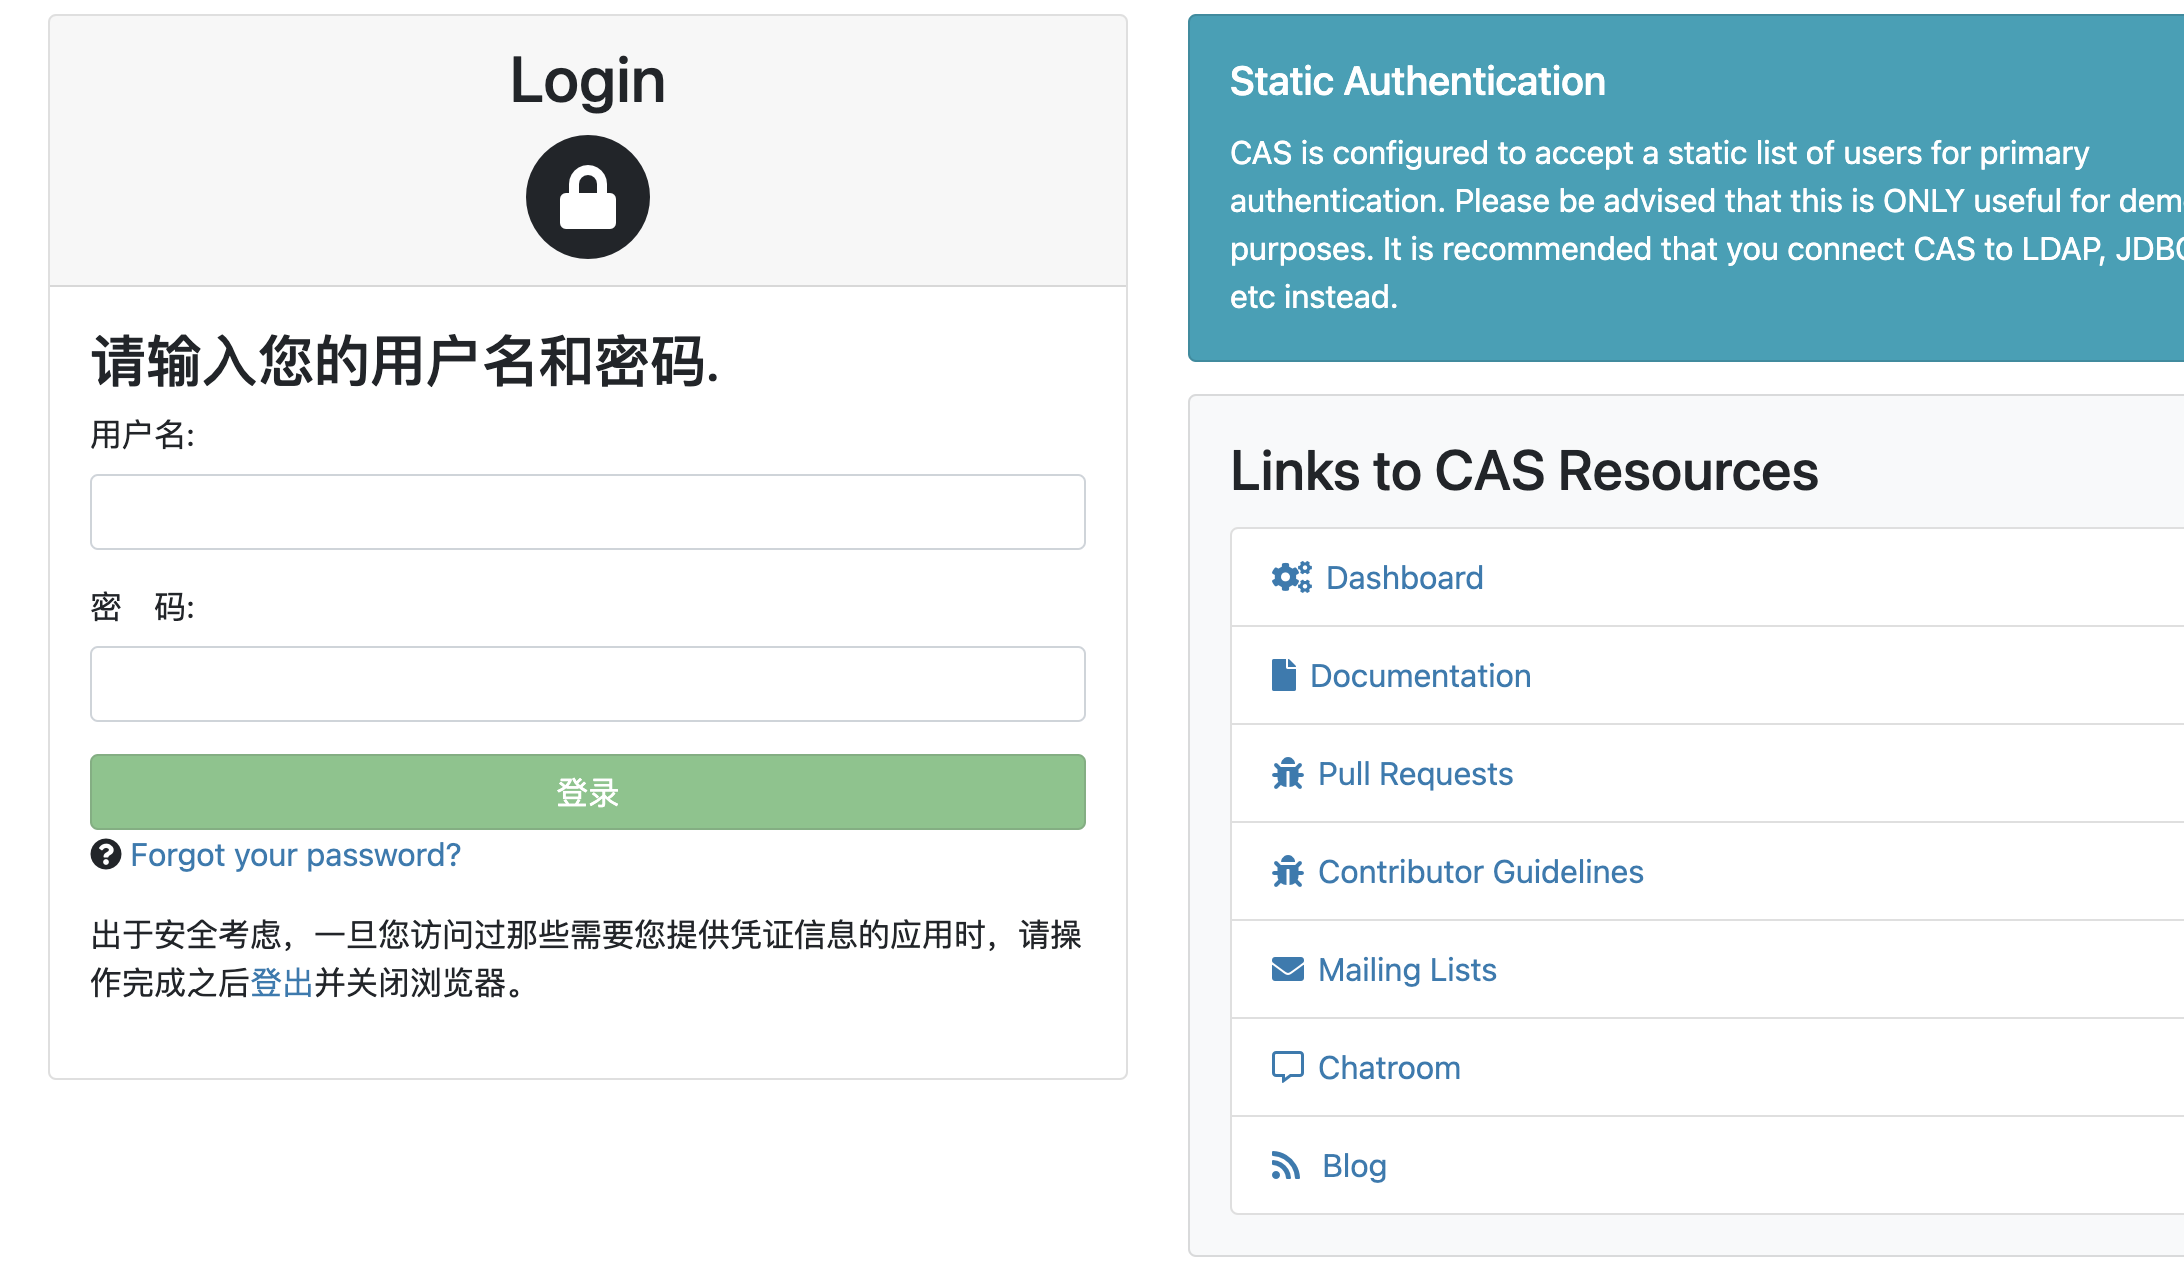 Login
请输入您的用户名和密码.
用户名:
密　码:
登录
Forgot your password?
出于安全考虑，一旦您访问过那些需要您提供凭证信息的应用时，请操
作完成之后登出并关闭浏览器。
Static Authentication
CAS is configured to accept a static list of users for primary
authentication. Please be advised that this is ONLY useful for dem
purposes. It is recommended that you connect CAS to LDAP, JDBC
etc instead.
Links to CAS Resources
Dashboard
Documentation
Pull Requests
Contributor Guidelines
Mailing Lists
Chatroom
Blog